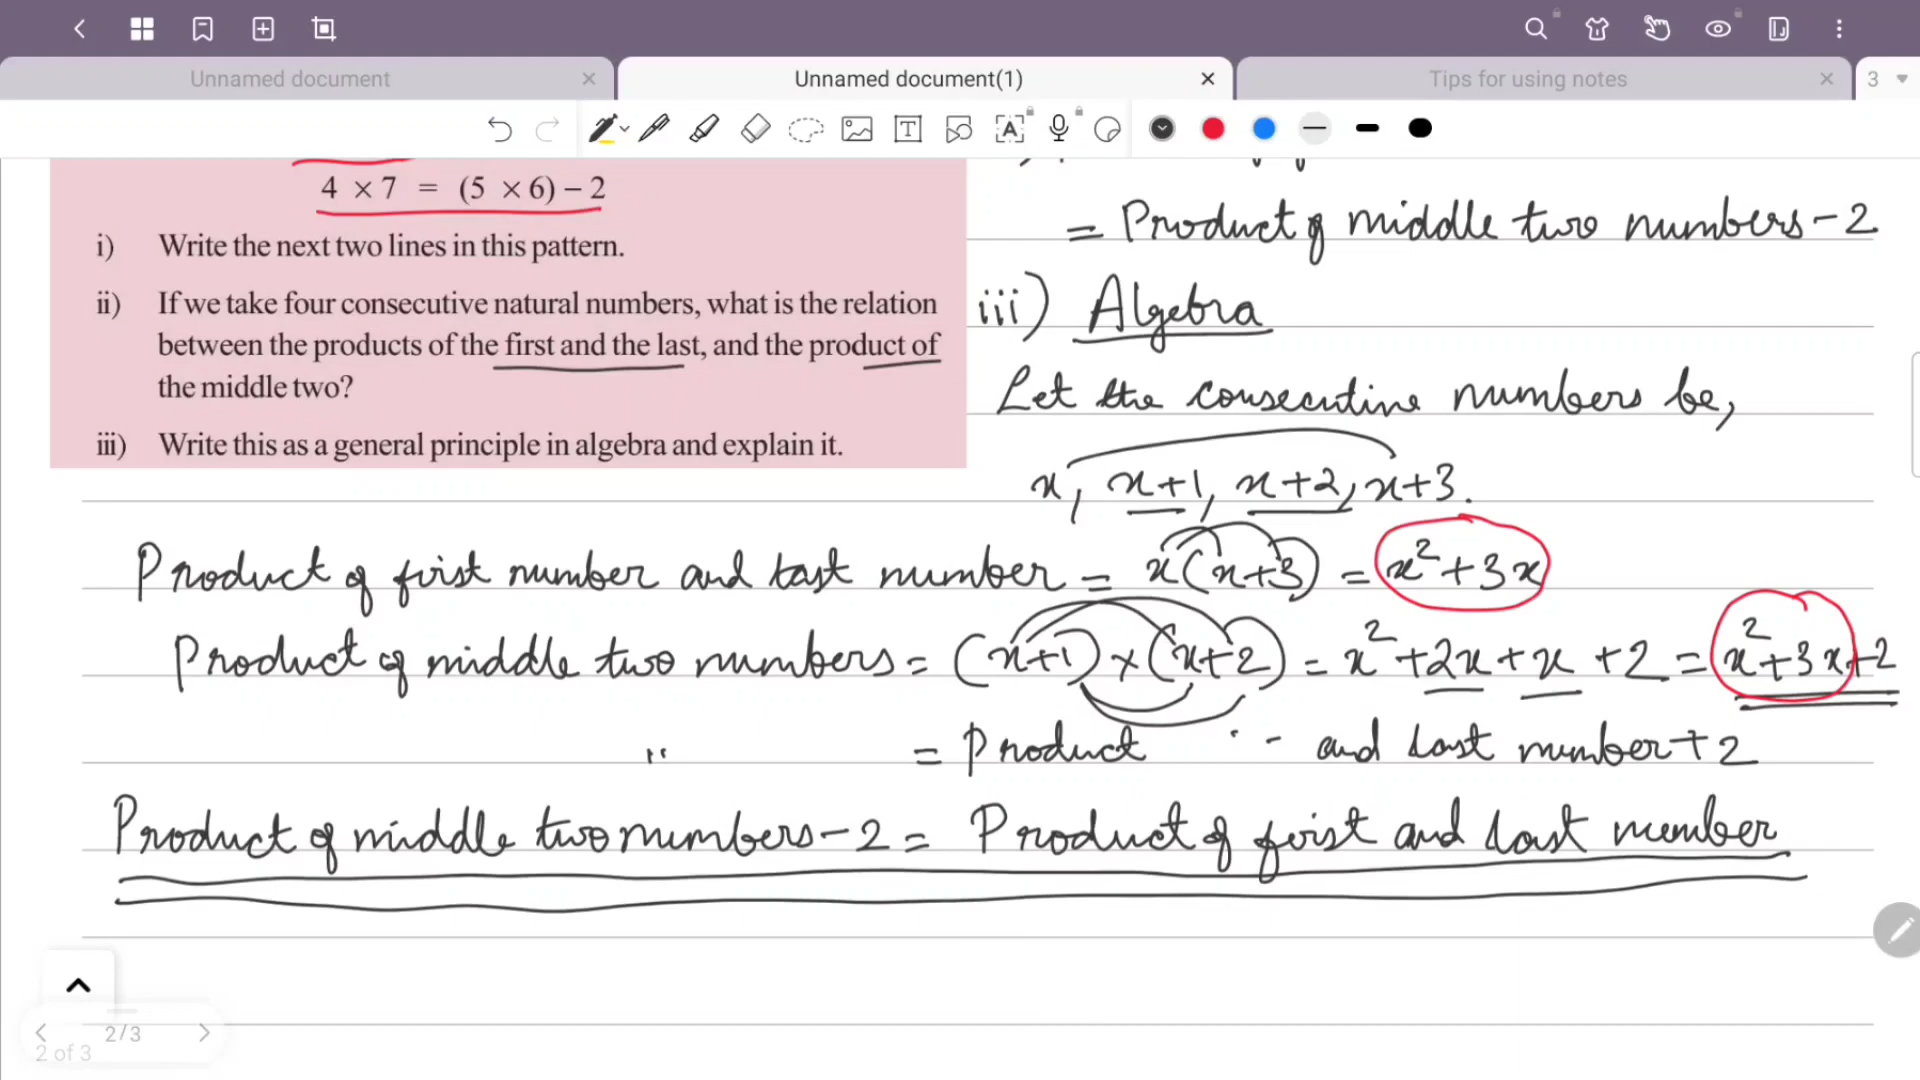 Unnamed document
Unnamed document(1)
Tips for using notes
3
4 × 7 = (5 × 6) – 2
i) Write the next two lines in this pattern.
ii) If we take four consecutive natural numbers, what is the relation
between the products of the first and the last, and the product of
the middle two?
iii) Write this as a general principle in algebra and explain it.
= Product of middle two numbers - 2
iii) Algebra
Let the consecutive numbers be,
x, x+1, x+2, x+3.
Product of first number and last number = x(x+3) = x² + 3x
Product of middle two numbers = (x+1) × (x+2) = x² + 2x + x + 2 = x² + 3x + 2
" = Product - - and last number + 2
Product of middle two numbers - 2 = Product of first and last number
2/3
2 of 3